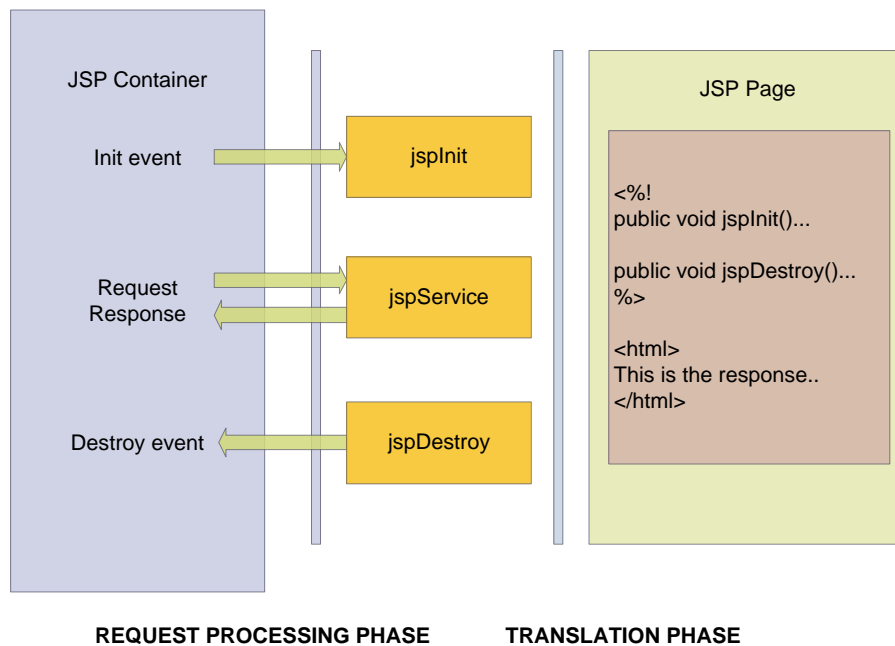 JSP Container
Init event
Request
Response
Destroy event
jspInit
jspService
jspDestroy
JSP Page
<%!
public void jspInit()...
public void jspDestroy()...
%>
<html>
This is the response..
</html>
REQUEST PROCESSING PHASE
TRANSLATION PHASE